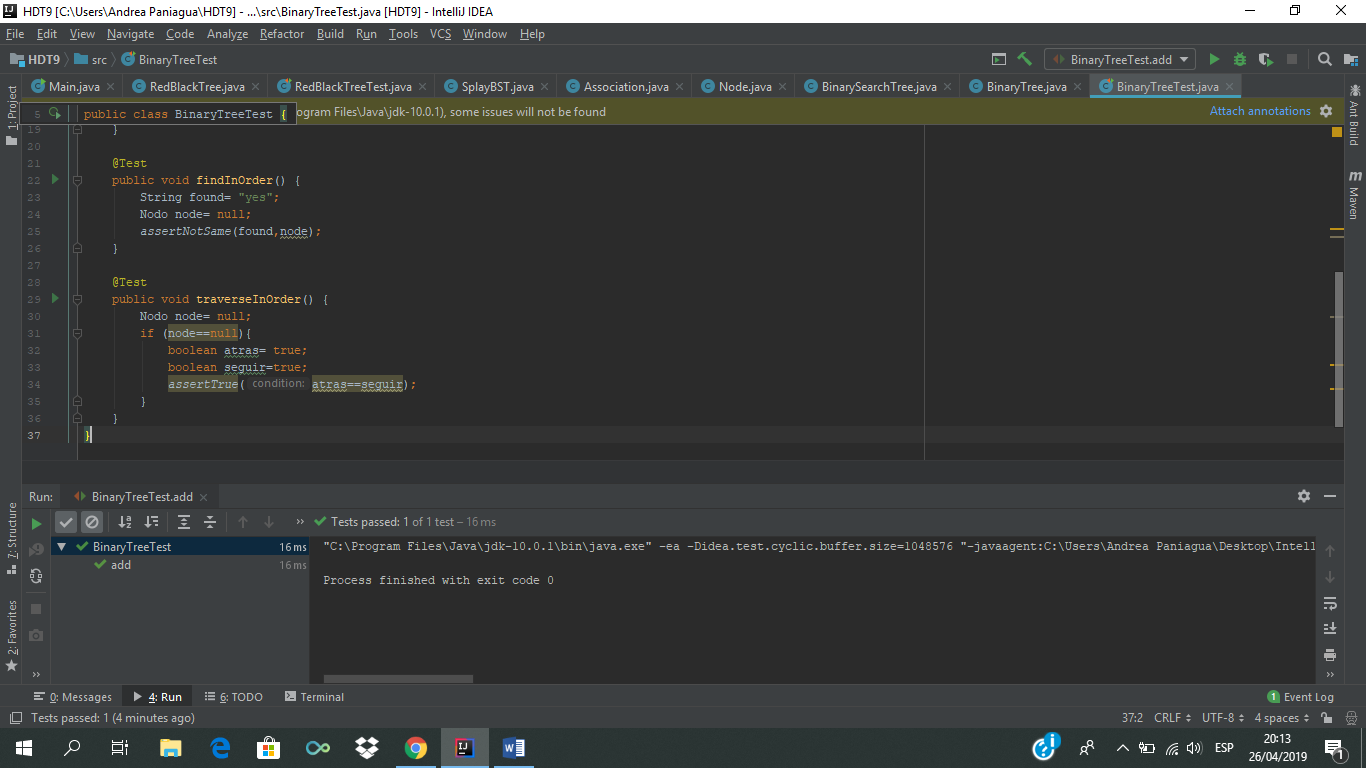 HDT9 [C:\Users\Andrea Paniagua\HDT9] - ...\src\BinaryTreeTest.java [HDT9] - IntelliJ IDEA
File Edit View Navigate Code Analyze Refactor Build Run Tools VCS Window Help
HDT9 src BinaryTreeTest BinaryTreeTest.add
Main.java RedBlackTree.java RedBlackTreeTest.java SplayBST.java Association.java Node.java BinarySearchTree.java BinaryTree.java BinaryTreeTest.java
1: Project
Ant Build
Maven
5 public class BinaryTreeTest { ogram Files\Java\jdk-10.0.1), some issues will not be found Attach annotations
19 }
20
21 @Test
22 public void findInOrder() {
23 String found= "yes";
24 Nodo node= null;
25 assertNotSame(found,node);
26 }
27
28 @Test
29 public void traverseInOrder() {
30 Nodo node= null;
31 if (node==null){
32 boolean atras= true;
33 boolean seguir=true;
34 assertTrue( condition: atras==seguir);
35 }
36 }
37 }
Run: BinaryTreeTest.add
7: Structure
2: Favorites
Tests passed: 1 of 1 test – 16 ms
BinaryTreeTest 16 ms
add 16 ms
"C:\Program Files\Java\jdk-10.0.1\bin\java.exe" -ea -Didea.test.cyclic.buffer.size=1048576 "-javaagent:C:\Users\Andrea Paniagua\Desktop\Intell
Process finished with exit code 0
0: Messages 4: Run 6: TODO Terminal 1 Event Log
Tests passed: 1 (4 minutes ago) 37:2 CRLF UTF-8 4 spaces
ESP
20:13
26/04/2019
1